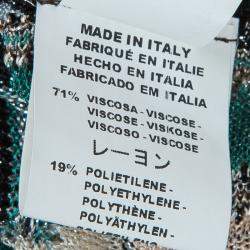 MADE IN ITALY
FABRIQUÉ EN ITALIE
HECHO EN ITALIA
FABRICADO EM ITALIA
71% VISCOSA - VISCOSE -
VISCOSE - VISKOSE -
VISCOSO - VISCOSE
レーヨン
19% POLIETILENE -
POLYETHYLENE -
POLYTHÈNE -
POLYÄTHYLEN -